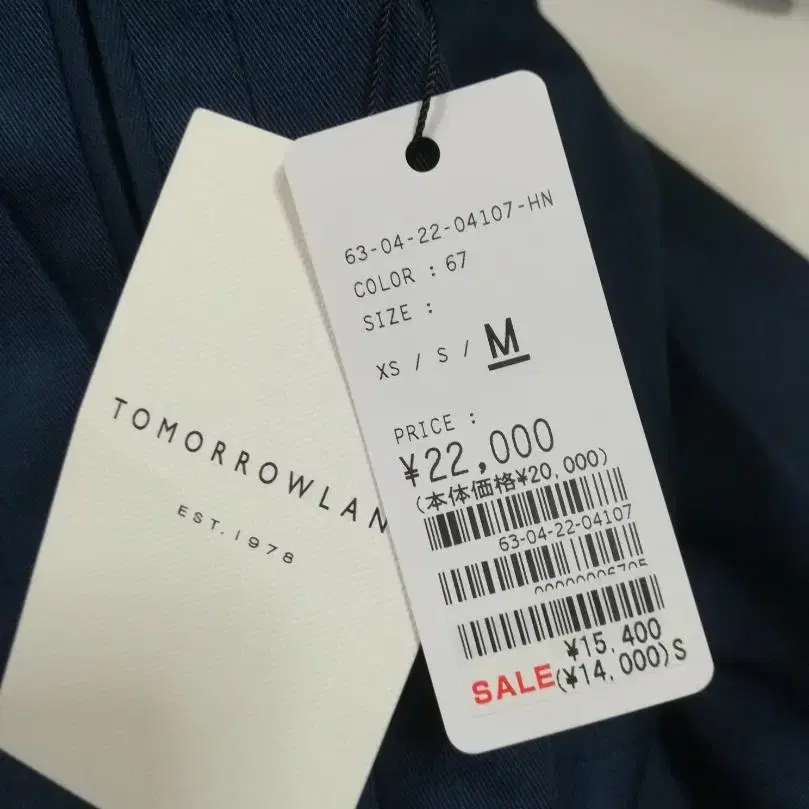 TOMORROWLAN
EST. 1978
63-04-22-04107-HN
COLOR : 67
SIZE :
XS / S / M
PRICE :
¥22,000
(本体価格¥20,000)
63-04-22-04107
¥15,400
SALE(¥14,000)S